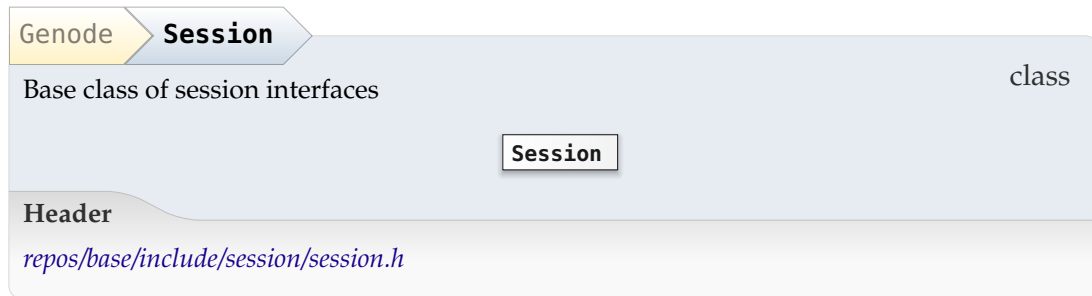 Genode Session
class
Base class of session interfaces
Session
Header
repos/base/include/session/session.h